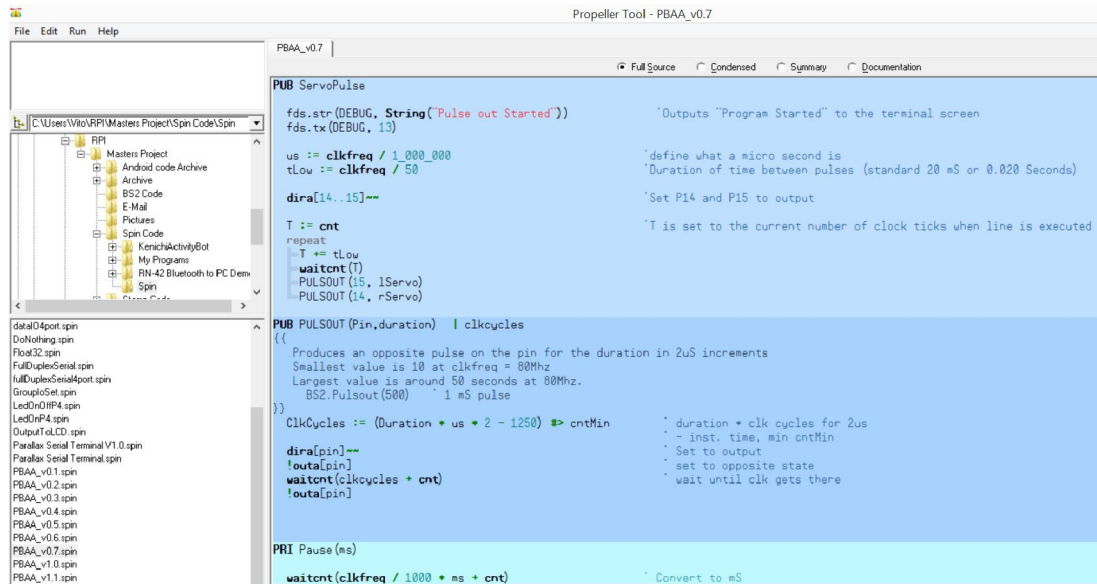 Propeller Tool - PBAA_v0.7
File Edit Run Help
PBAA_v0.7
Full Source Condensed Summary Documentation
C:\Users\Vito\RPI\Masters Project\Spin Code\Spin
RPI
Masters Project
Android code Archive
Archive
BS2 Code
E-Mail
Pictures
Spin Code
KenichiActivityBot
My Programs
RN-42 Bluetooth to PC Dem
Spin
dataIO4port.spin
DoNothing.spin
Float32.spin
FullDuplexSerial.spin
fullDuplexSerial4port.spin
GroupIoSet.spin
LedOnOffP4.spin
LedOnP4.spin
OutputToLCD.spin
Parallax Serial Terminal V1.0.spin
Parallax Serial Terminal.spin
PBAA_v0.1.spin
PBAA_v0.2.spin
PBAA_v0.3.spin
PBAA_v0.4.spin
PBAA_v0.5.spin
PBAA_v0.6.spin
PBAA_v0.7.spin
PBAA_v1.0.spin
PBAA_v1.1.spin
PUB ServoPulse
fds.str(DEBUG, String("Pulse out Started")) 'Outputs "Program Started" to the terminal screen
fds.tx(DEBUG, 13)
us := clkfreq / 1_000_000 'define what a micro second is
tLow := clkfreq / 50 'Duration of time between pulses (standard 20 mS or 0.020 Seconds)
dira[14..15]~~ 'Set P14 and P15 to output
T := cnt 'T is set to the current number of clock ticks when line is executed
repeat
T += tLow
waitcnt(T)
PULSOUT(15, lServo)
PULSOUT(14, rServo)
PUB PULSOUT(Pin,duration) | clkcycles
{{
Produces an opposite pulse on the pin for the duration in 2uS increments
Smallest value is 10 at clkfreq = 80Mhz
Largest value is around 50 seconds at 80Mhz.
BS2.Pulsout(500) ' 1 mS pulse
}}
ClkCycles := (Duration * us * 2 - 1250) #> cntMin ' duration * clk cycles for 2us
' - inst. time, min cntMin
dira[pin]~~ ' Set to output
!outa[pin] ' set to opposite state
waitcnt(clkcycles + cnt) ' wait until clk gets there
!outa[pin]
PRI Pause(ms)
waitcnt(clkfreq / 1000 * ms + cnt) ' Convert to mS